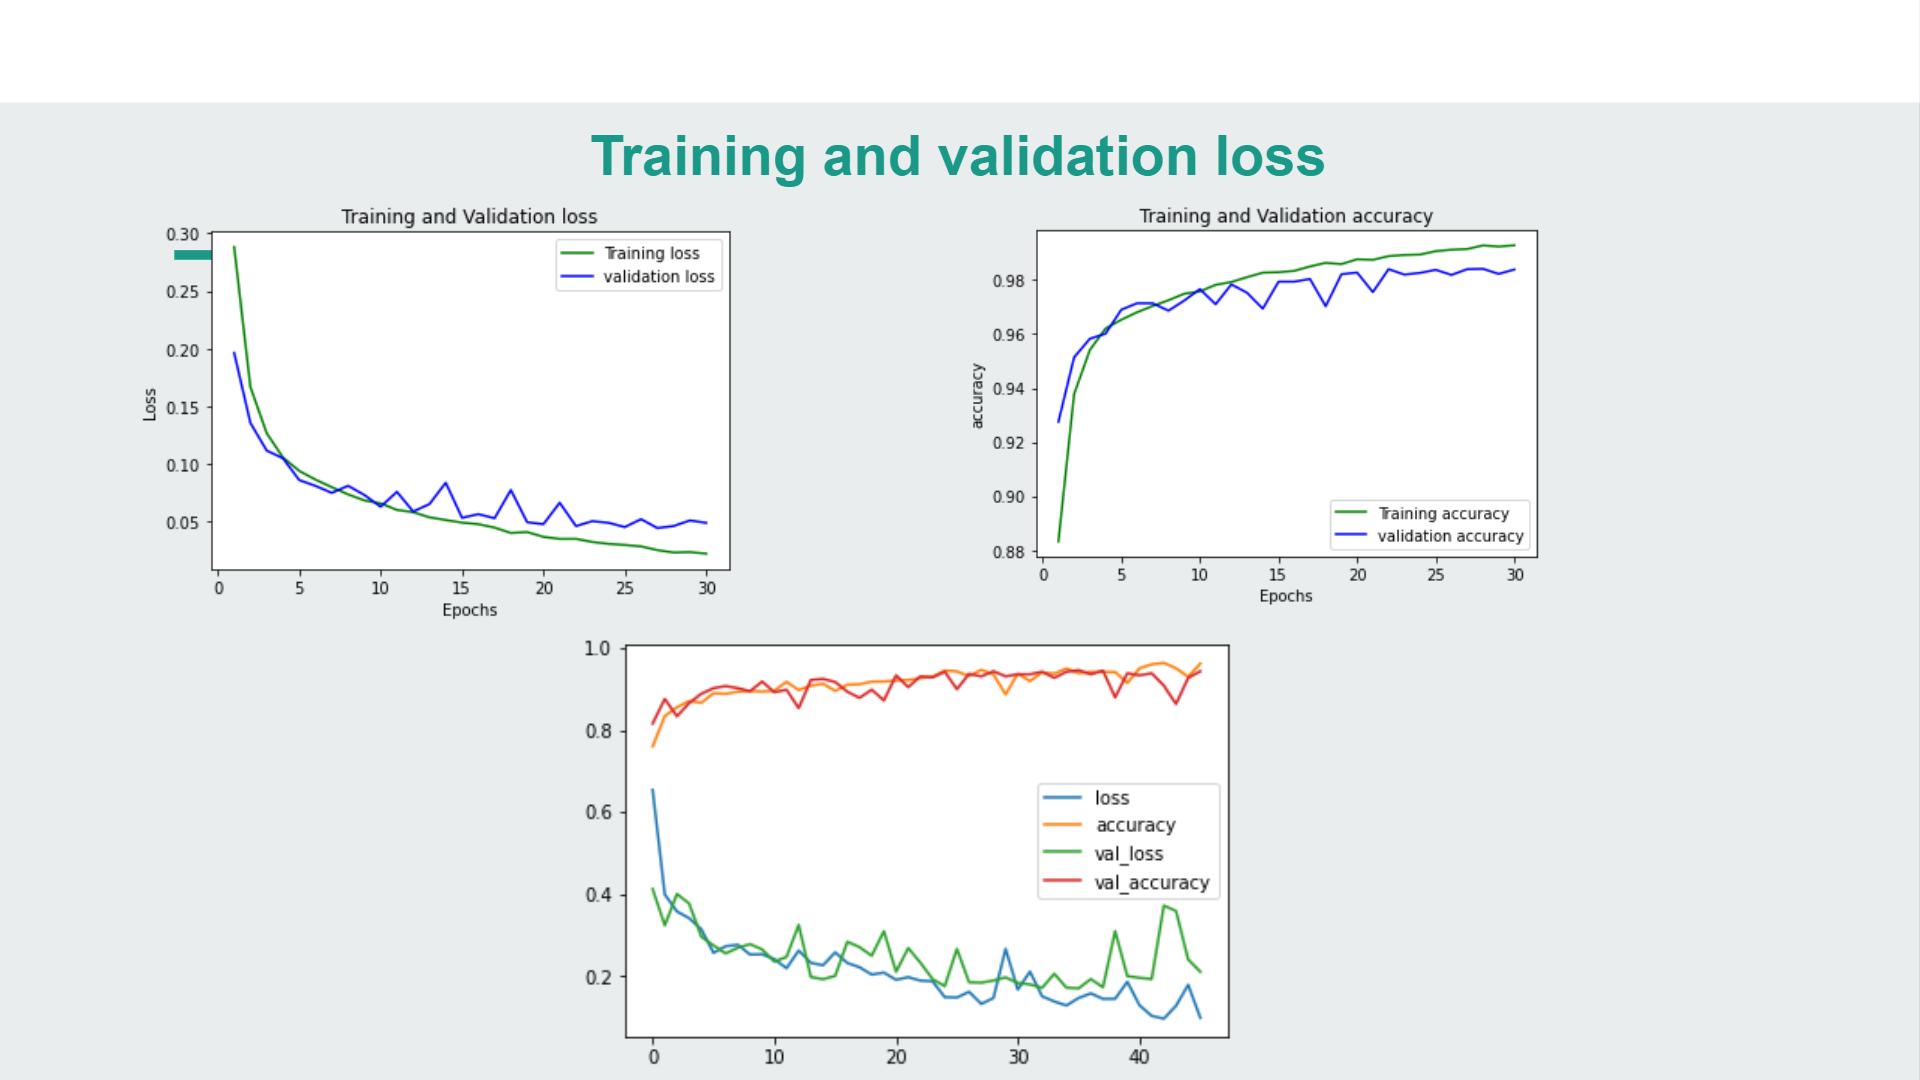 Training and validation loss
Training and Validation loss
0.30
0.25
0.20
0.15
0.10
0.05
Loss
Training loss
validation loss
0 5 10 15 20 25 30
Epochs
Training and Validation accuracy
0.98
0.96
0.94
0.92
0.90
0.88
accuracy
Training accuracy
validation accuracy
0 5 10 15 20 25 30
Epochs
1.0
0.8
0.6
0.4
0.2
loss
accuracy
val_loss
val_accuracy
0 10 20 30 40